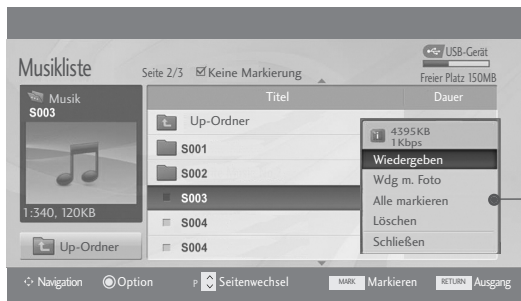 USB-Gerät
Musikliste
Seite 2/3 Keine Markierung
Freier Platz 150MB
Musik
S003
Titel
Dauer
Up-Ordner
S001
S002
S003
S004
S004
4395KB
1Kbps
Wiedergeben
Wdg m. Foto
Alle markieren
Löschen
Schließen
1:340, 120KB
Up-Ordner
Navigation
Option
P Seitenwechsel
MARK Markieren
RETURN Ausgang